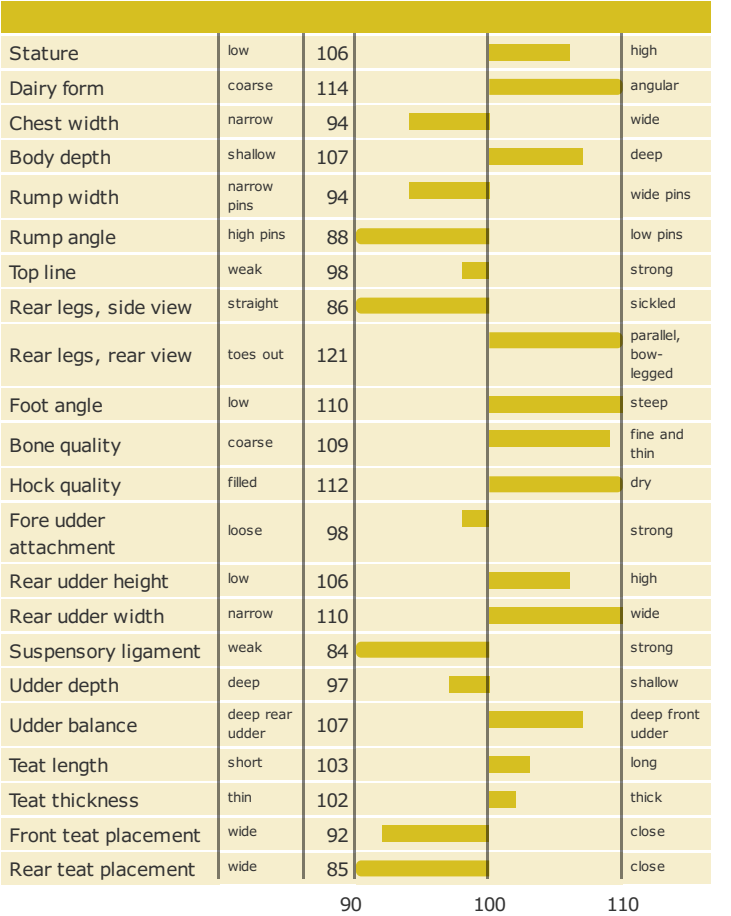 Stature low 106 high
Dairy form coarse 114 angular
Chest width narrow 94 wide
Body depth shallow 107 deep
Rump width narrow pins 94 wide pins
Rump angle high pins 88 low pins
Top line weak 98 strong
Rear legs, side view straight 86 sickled
Rear legs, rear view toes out 121 parallel, bow-legged
Foot angle low 110 steep
Bone quality coarse 109 fine and thin
Hock quality filled 112 dry
Fore udder attachment loose 98 strong
Rear udder height low 106 high
Rear udder width narrow 110 wide
Suspensory ligament weak 84 strong
Udder depth deep 97 shallow
Udder balance deep rear udder 107 deep front udder
Teat length short 103 long
Teat thickness thin 102 thick
Front teat placement wide 92 close
Rear teat placement wide 85 close
90 100 110